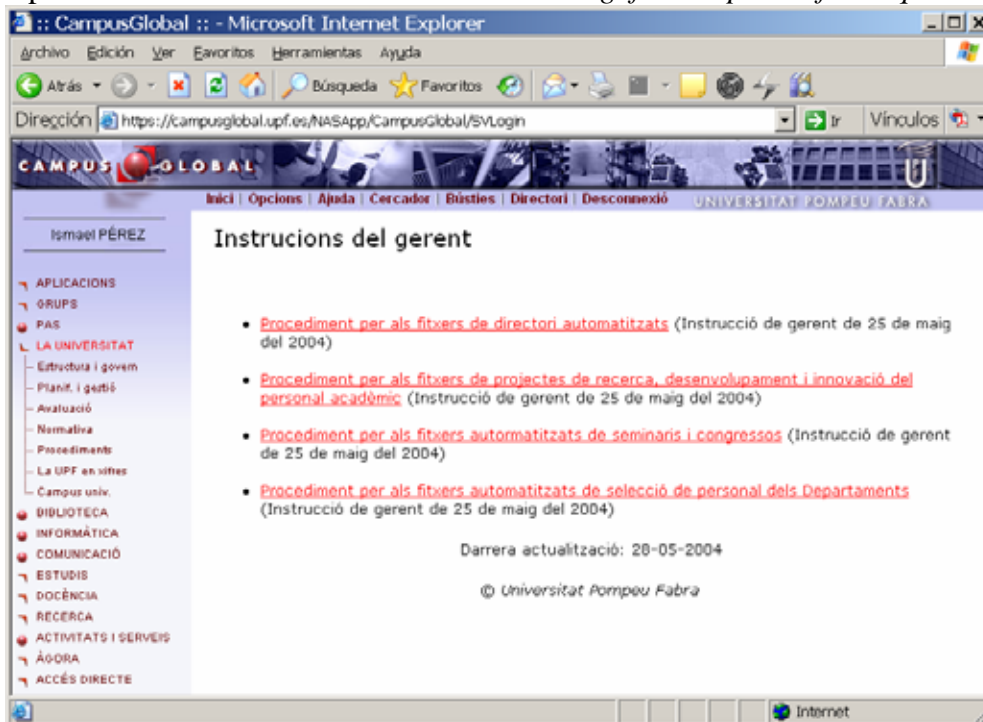 :: CampusGlobal :: - Microsoft Internet Explorer
Archivo Edición Ver Favoritos Herramientas Ayuda
Atrás Búsqueda Favoritos
Dirección https://campusglobal.upf.es/NASApp/CampusGlobal/SVLogin Ir Vínculos
CAMPUS GLOBAL
Inici | Opcions | Ajuda | Cercador | Bústies | Directori | Desconnexió UNIVERSITAT POMPEU FABRA
Ismael PÉREZ
APLICACIONS
GRUPS
PAS
LA UNIVERSITAT
Estructura i govern
Planif. i gestió
Avaluació
Normativa
Procediments
La UPF en xifres
Campus univ.
BIBLIOTECA
INFORMÀTICA
COMUNICACIÓ
ESTUDIS
DOCÈNCIA
RECERCA
ACTIVITATS I SERVEIS
ÀGORA
ACCÉS DIRECTE
Instrucions del gerent
• Procediment per als fitxers de directori automatitzats (Instrucció de gerent de 25 de maig
del 2004)
• Procediment per als fitxers de projectes de recerca, desenvolupament i innovació del
personal acadèmic (Instrucció de gerent de 25 de maig del 2004)
• Procediment per als fitxers autormatitzats de seminaris i congressos (Instrucció de gerent
de 25 de maig del 2004)
• Procediment per als fitxers automatitzats de selecció de personal dels Departaments
(Instrucció de gerent de 25 de maig del 2004)
Darrera actualització: 28-05-2004
© Universitat Pompeu Fabra
Internet